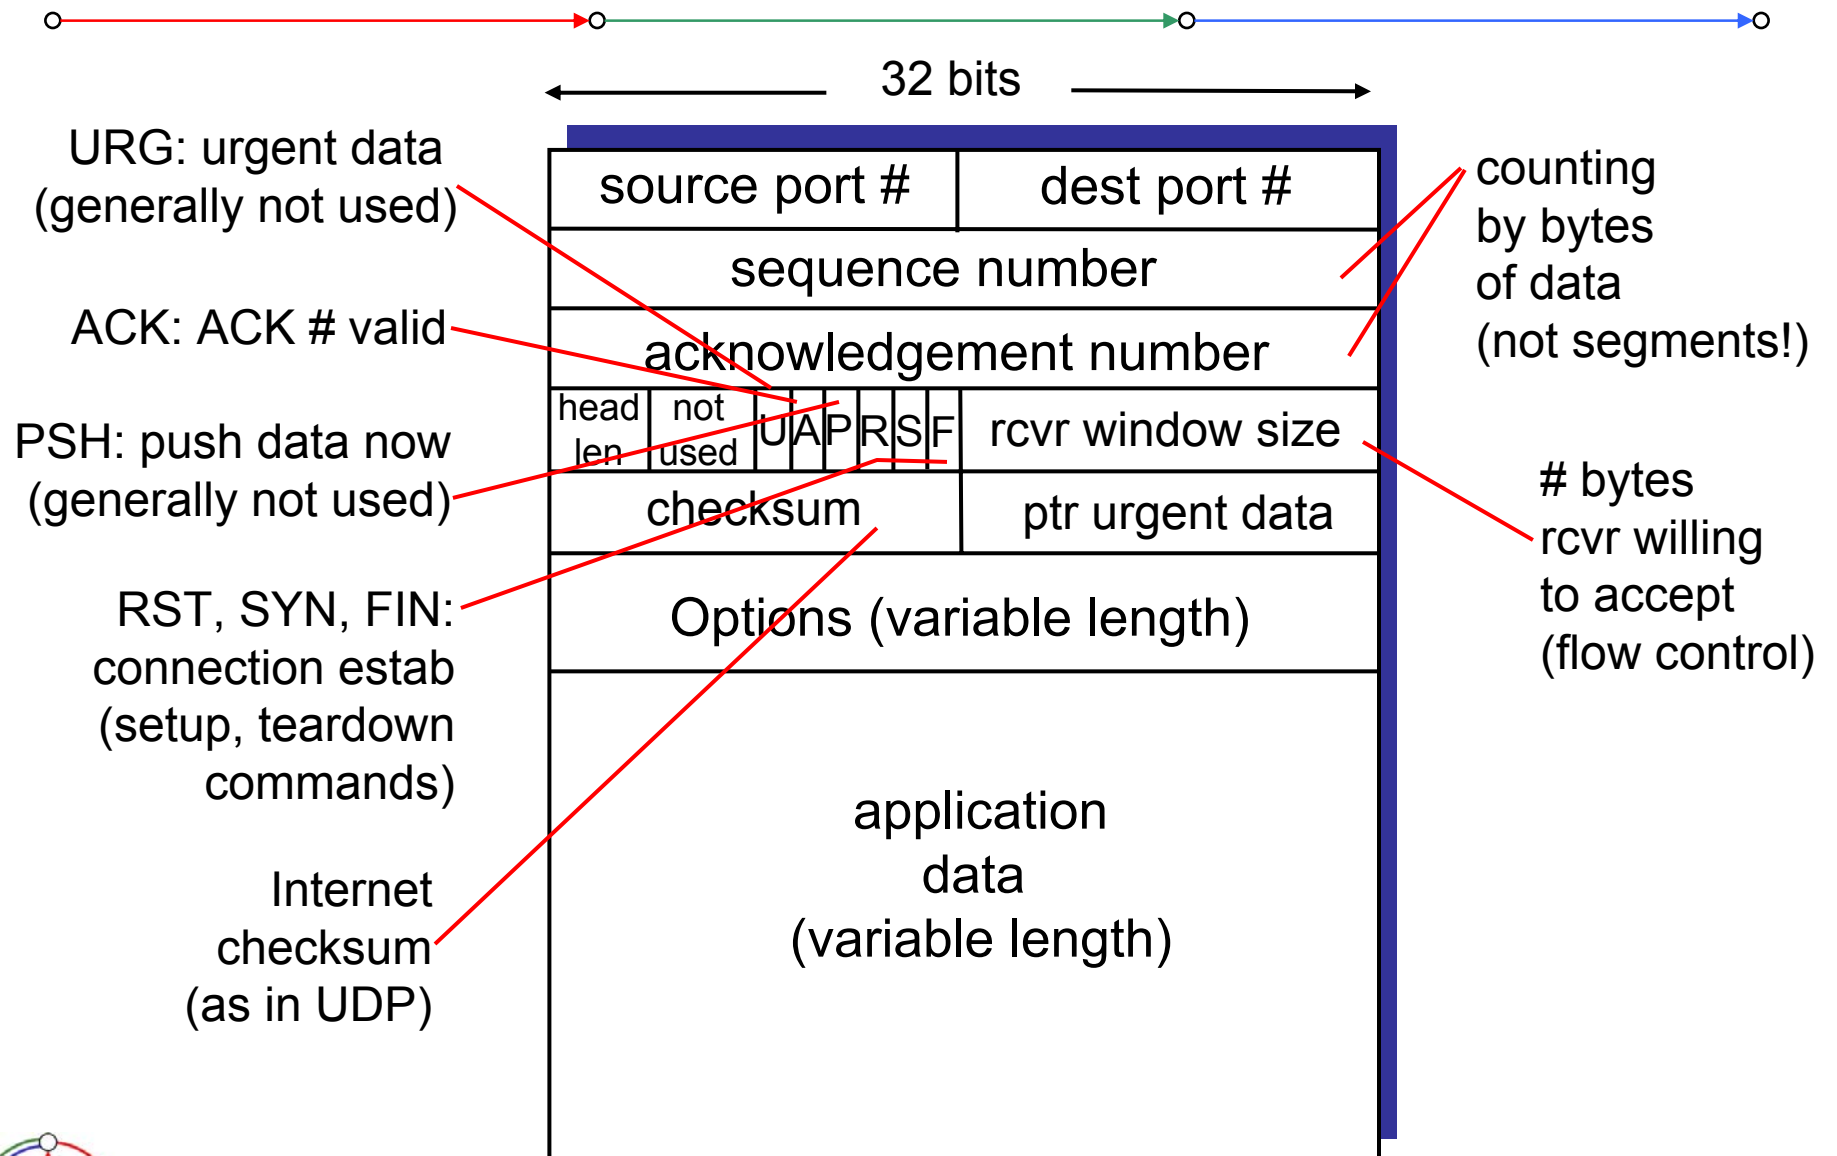 32 bits
URG: urgent data
(generally not used)
ACK: ACK # valid
PSH: push data now
(generally not used)
RST, SYN, FIN:
connection estab
(setup, teardown
commands)
Internet
checksum
(as in UDP)
source port #
dest port #
sequence number
acknowledgement number
head
len
not
used
U
A
P
R
S
F
rcvr window size
checksum
ptr urgent data
Options (variable length)
application
data
(variable length)
counting
by bytes
of data
(not segments!)
# bytes
rcvr willing
to accept
(flow control)